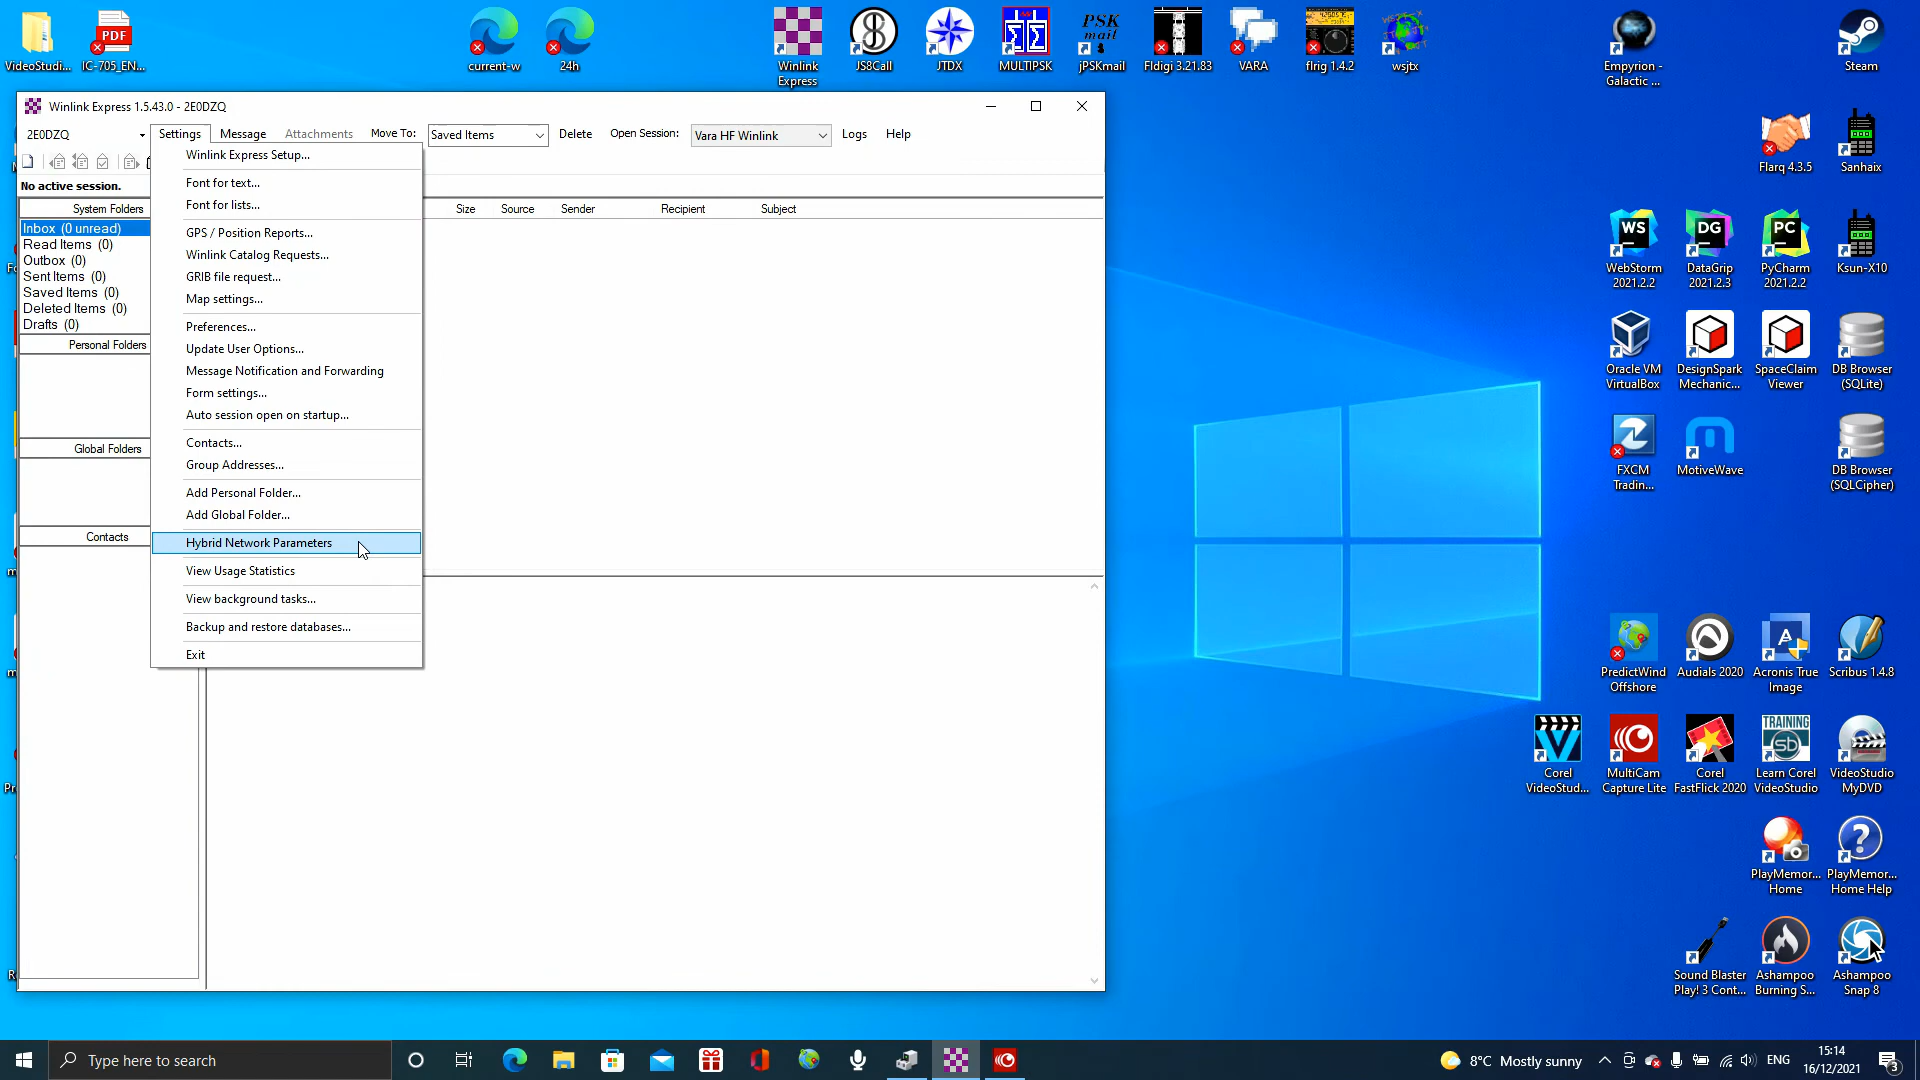 VideoStudi...
IC-705_EN...
current-w
24h
Winlink
Express
JS8Call
JTDX
MULTIPSK
PSK
mail
jPSKmail
Fldigi 3.21.83
VARA
flrig 1.4.2
wsjtx
Empyrion -
Galactic ...
Steam
PDF
Winlink Express 1.5.43.0 - 2E0DZQ
2E0DZQ
Settings
Message
Attachments
Move To:
Saved Items
Delete
Open Session:
Vara HF Winlink
Logs
Help
No active session.
System Folders
Inbox (0 unread)
Read Items (0)
Outbox (0)
Sent Items (0)
Saved Items (0)
Deleted Items (0)
Drafts (0)
Personal Folders
Global Folders
Contacts
Size
Source
Sender
Recipient
Subject
Winlink Express Setup...
Font for text...
Font for lists...
GPS / Position Reports...
Winlink Catalog Requests...
GRIB file request...
Map settings...
Preferences...
Update User Options...
Message Notification and Forwarding
Form settings...
Auto session open on startup...
Contacts...
Group Addresses...
Add Personal Folder...
Add Global Folder...
Hybrid Network Parameters
View Usage Statistics
View background tasks...
Backup and restore databases...
Exit
Flarq 4.3.5
Sanhaix
WS
WebStorm
2021.2.2
DG
DataGrip
2021.2.3
PC
PyCharm
2021.2.2
Ksun-X10
Oracle VM
VirtualBox
DesignSpark
Mechanic...
SpaceClaim
Viewer
DB Browser
(SQLite)
FXCM
Tradin...
MotiveWave
DB Browser
(SQLCipher)
PredictWind
Offshore
Audials 2020
A
Acronis True
Image
Scribus 1.4.8
Corel
VideoStud...
MultiCam
Capture Lite
Corel
FastFlick 2020
TRAINING
sb
Learn Corel
VideoStudio
VideoStudio
MyDVD
PlayMemor...
Home
PlayMemor...
Home Help
Sound Blaster
Play! 3 Cont...
Ashampoo
Burning S...
Ashampoo
Snap 8
Type here to search
8°C Mostly sunny
ENG
15:14
16/12/2021
3